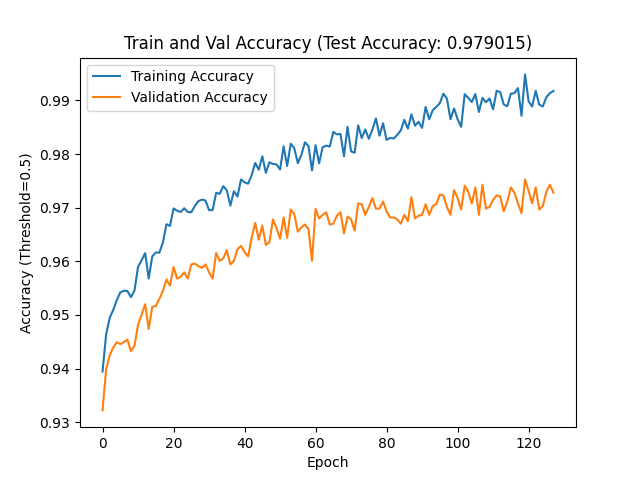 Train and Val Accuracy (Test Accuracy: 0.979015)
Training Accuracy
Validation Accuracy
Accuracy (Threshold=0.5)
0.99
0.98
0.97
0.96
0.95
0.94
0.93
0 20 40 60 80 100 120
Epoch